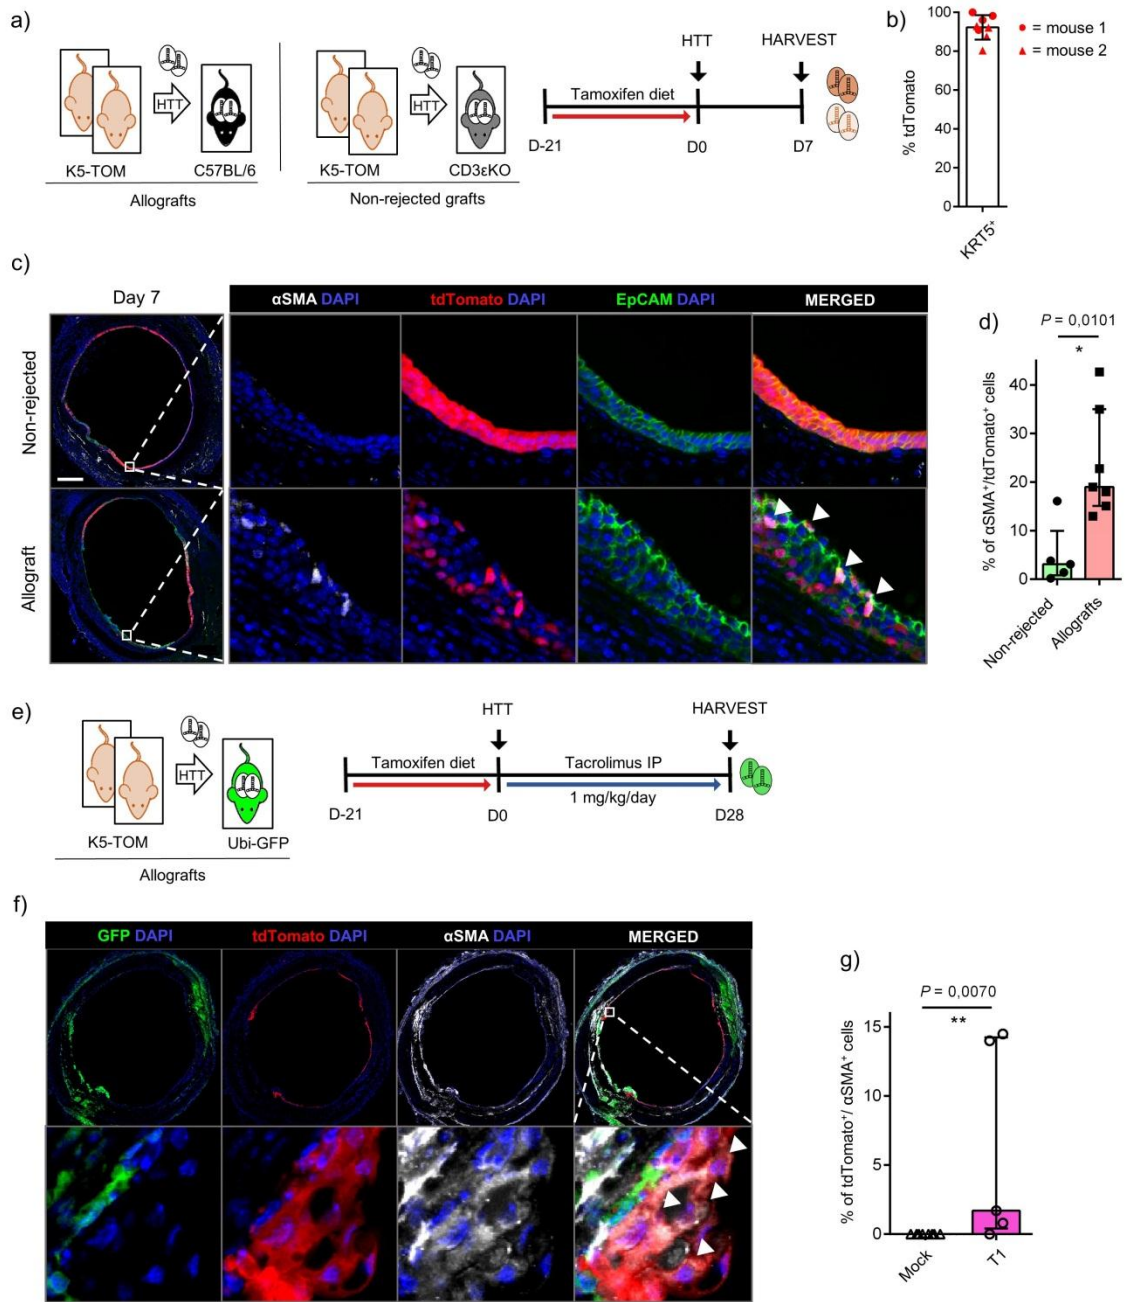 a)
HTT
K5-TOM
C57BL/6
Allografts
HTT
K5-TOM
CD3εKO
Non-rejected grafts
HTT
HARVEST
Tamoxifen diet
D-21
D0
D7
b)
% tdTomato
100
80
60
40
20
0
KRT5⁺
= mouse 1
= mouse 2
c)
Day 7
αSMA DAPI
tdTomato DAPI
EpCAM DAPI
MERGED
Non-rejected
Allograft
d)
P = 0,0101
*
% of αSMA⁺/tdTomato⁺ cells
40
30
20
10
0
Non-rejected
Allografts
e)
HTT
K5-TOM
Ubi-GFP
Allografts
HTT
HARVEST
Tamoxifen diet
Tacrolimus IP
1 mg/kg/day
D-21
D0
D28
f)
GFP DAPI
tdTomato DAPI
αSMA DAPI
MERGED
g)
P = 0,0070
**
% of tdTomato⁺/ αSMA⁺ cells
15
10
5
0
Mock
T1